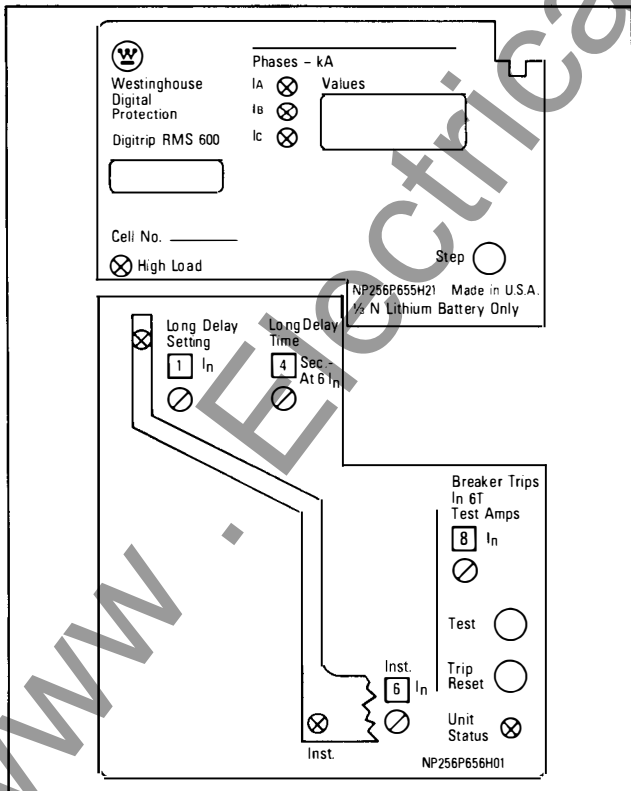 W
Westinghouse
Digital
Protection
Digitrip RMS 600
Phases – kA
IA
IB
IC
Values
Cell No.
High Load
Step
NP256P655H21 Made in U.S.A.
½ N Lithium Battery Only
Long Delay
Setting
1 In
Long Delay
Time
4 Sec.-
At 6 In
Breaker Trips
In 6T
Test Amps
8 In
Test
Trip
Reset
Unit
Status
Inst.
6 In
Inst.
NP256P656H01
www . Electrica